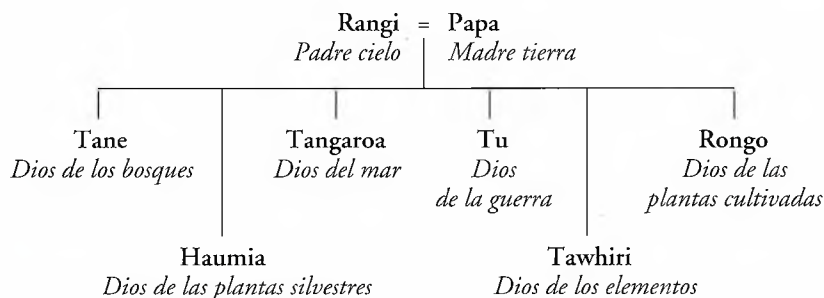 Rangi = Papa
Padre cielo Madre tierra
Tane Tangaroa Tu Rongo
Dios de los bosques Dios del mar Dios Dios de las
de la guerra plantas cultivadas
Haumia Tawhiri
Dios de las plantas silvestres Dios de los elementos